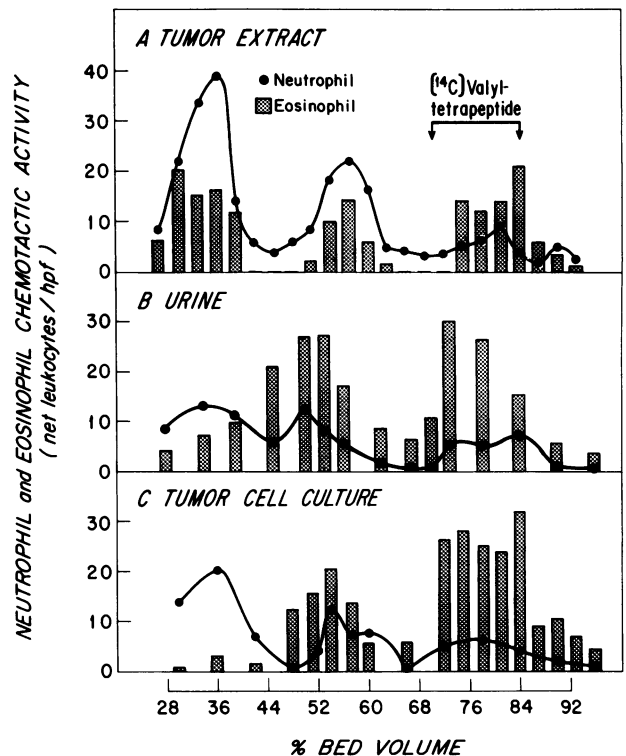 A TUMOR EXTRACT
NEUTROPHIL and EOSINOPHIL CHEMOTACTIC ACTIVITY
(net leukocytes/hpf)
40
30
20
10
0
Neutrophil
Eosinophil
(¹⁴C) Valyl-
tetrapeptide
B URINE
30
20
10
0
C TUMOR CELL CULTURE
30
20
10
0
28 36 44 52 60 68 76 84 92
% BED VOLUME